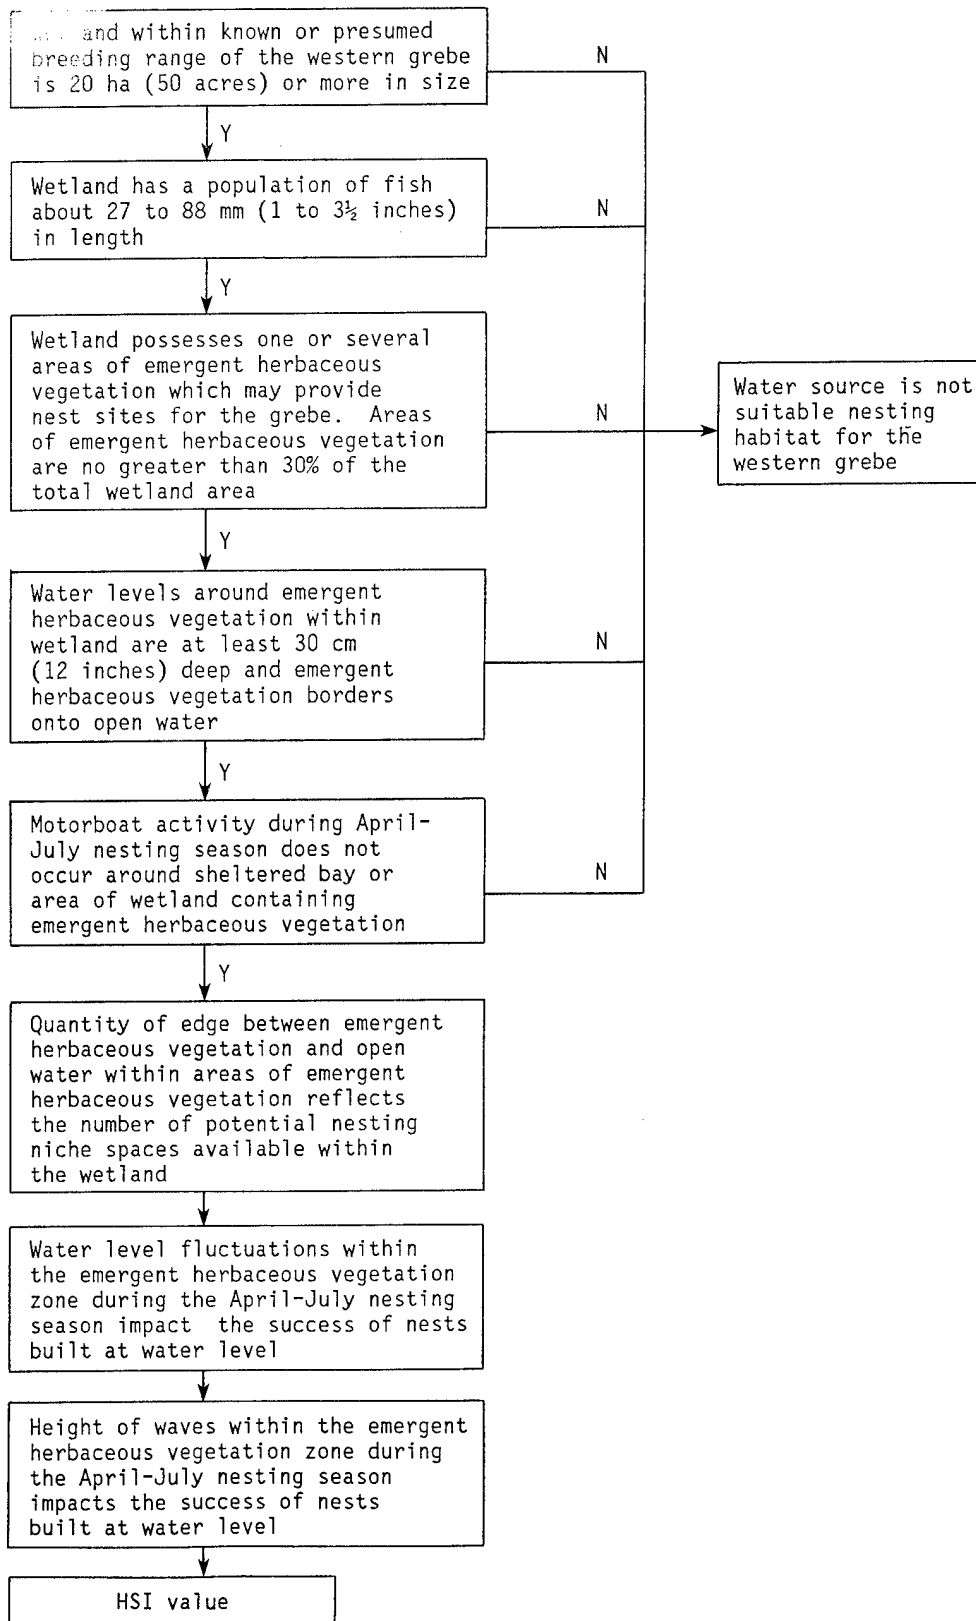 and within known or presumed
breeding range of the western grebe
is 20 ha (50 acres) or more in size
N
Y
Wetland has a population of fish
about 27 to 88 mm (1 to 3½ inches)
in length
N
Y
Wetland possesses one or several
areas of emergent herbaceous
vegetation which may provide
nest sites for the grebe. Areas
of emergent herbaceous vegetation
are no greater than 30% of the
total wetland area
N
Water source is not
suitable nesting
habitat for the
western grebe
Y
Water levels around emergent
herbaceous vegetation within
wetland are at least 30 cm
(12 inches) deep and emergent
herbaceous vegetation borders
onto open water
N
Y
Motorboat activity during April-
July nesting season does not
occur around sheltered bay or
area of wetland containing
emergent herbaceous vegetation
N
Y
Quantity of edge between emergent
herbaceous vegetation and open
water within areas of emergent
herbaceous vegetation reflects
the number of potential nesting
niche spaces available within
the wetland
Water level fluctuations within
the emergent herbaceous vegetation
zone during the April-July nesting
season impact the success of nests
built at water level
Height of waves within the emergent
herbaceous vegetation zone during
the April-July nesting season
impacts the success of nests
built at water level
HSI value